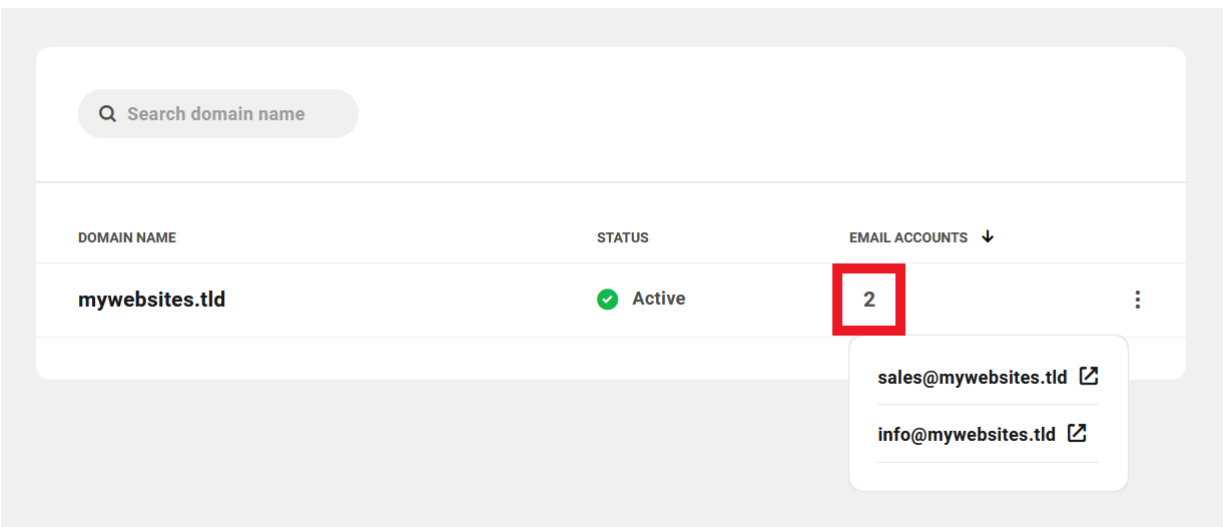 Search domain name
DOMAIN NAME STATUS EMAIL ACCOUNTS
mywebsites.tld Active 2
sales@mywebsites.tld
info@mywebsites.tld